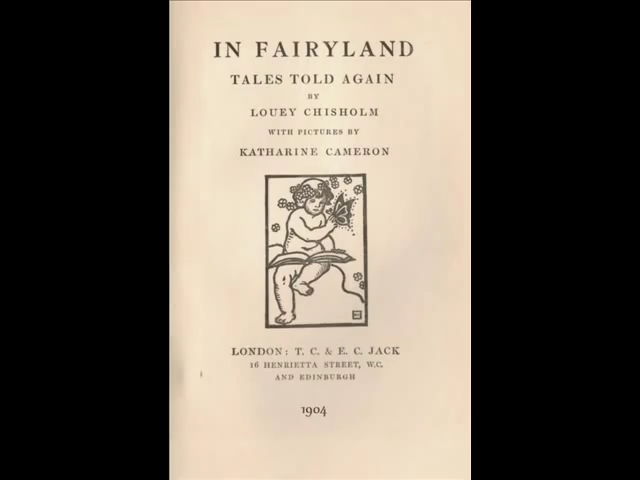 IN FAIRYLAND
TALES TOLD AGAIN
BY
LOUEY CHISHOLM
WITH PICTURES BY
KATHARINE CAMERON
LONDON: T. C. & E. C. JACK
16 HENRIETTA STREET, W.C.
AND EDINBURGH
1904